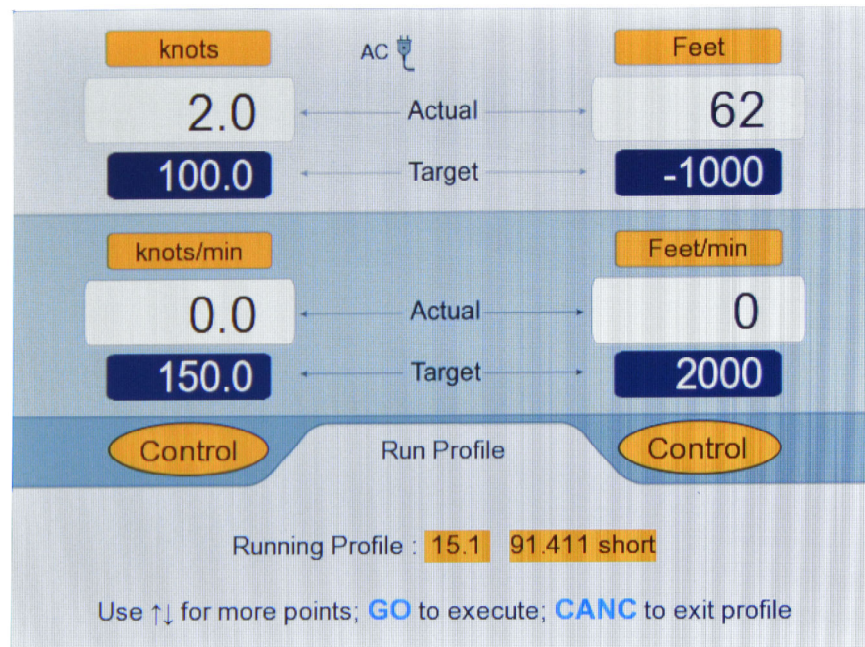 knots AC Feet
2.0 Actual 62
100.0 Target -1000
knots/min Feet/min
0.0 Actual 0
150.0 Target 2000
Control Run Profile Control
Running Profile : 15.1 91.411 short
Use ↑↓ for more points; GO to execute; CANC to exit profile